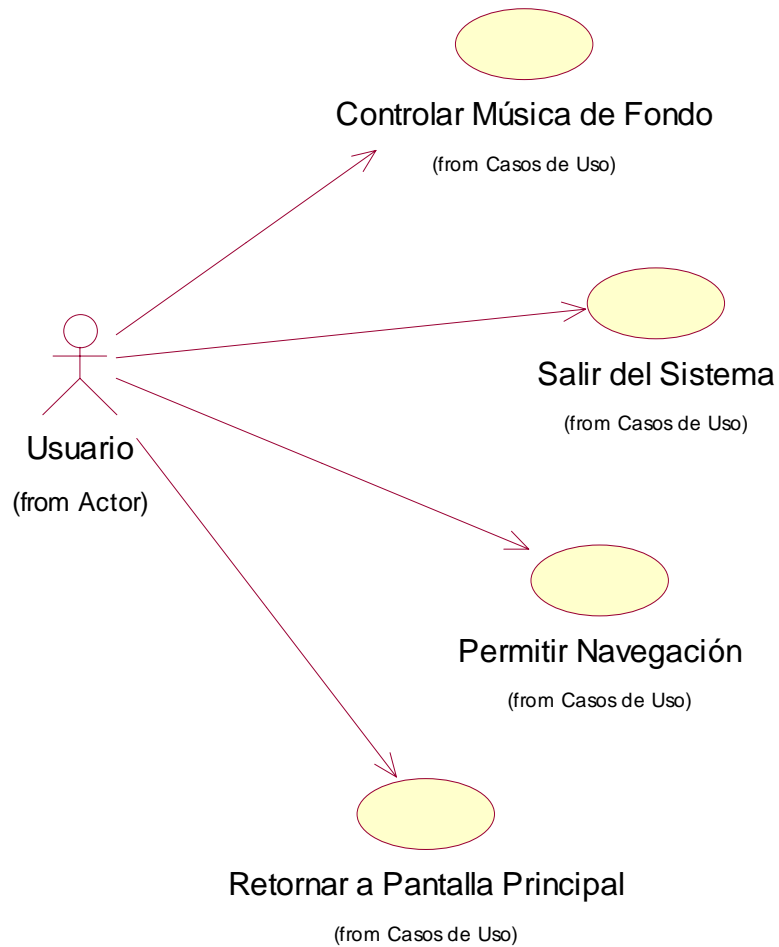 Controlar Música de Fondo
(from Casos de Uso)
Salir del Sistema
(from Casos de Uso)
Usuario
(from Actor)
Permitir Navegación
(from Casos de Uso)
Retornar a Pantalla Principal
(from Casos de Uso)